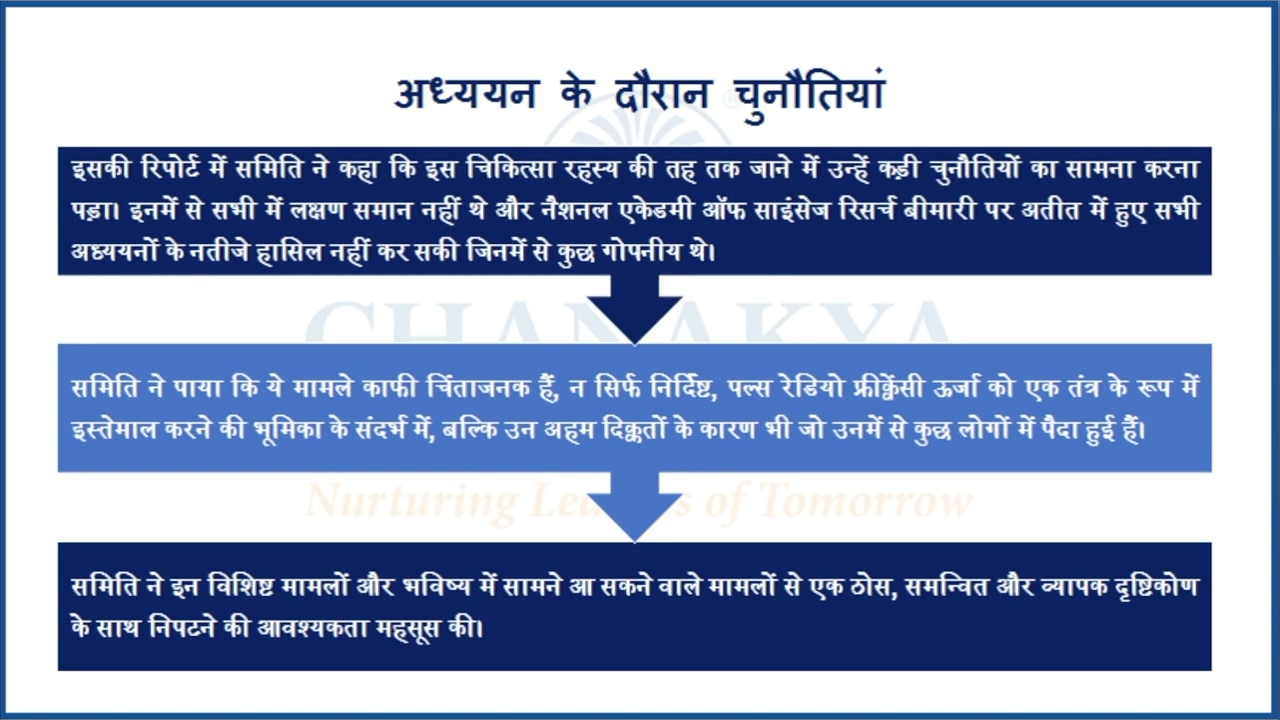 अध्ययन के दौरान चुनौतियां
इसकी रिपोर्ट में समिति ने कहा कि इस चिकित्सा रहस्य की तह तक जाने में उन्हें कड़ी चुनौतियों का सामना करना
पड़ा। इनमें से सभी में लक्षण समान नहीं थे और नैशनल एकेडमी ऑफ साइंसेज रिसर्च बीमारी पर अतीत में हुए सभी
अध्ययनों के नतीजे हासिल नहीं कर सकी जिनमें से कुछ गोपनीय थे।
CHANAKYA
समिति ने पाया कि ये मामले काफी चिंताजनक हैं, न सिर्फ निर्दिष्ट, पल्स रेडियो फ्रीक्वेंसी ऊर्जा को एक तंत्र के रूप में
इस्तेमाल करने की भूमिका के संदर्भ में, बल्कि उन अहम दिक्कतों के कारण भी जो उनमें से कुछ लोगों में पैदा हुई हैं।
Nurturing Leaders of Tomorrow
समिति ने इन विशिष्ट मामलों और भविष्य में सामने आ सकने वाले मामलों से एक ठोस, समन्वित और व्यापक दृष्टिकोण
के साथ निपटने की आवश्यकता महसूस की।